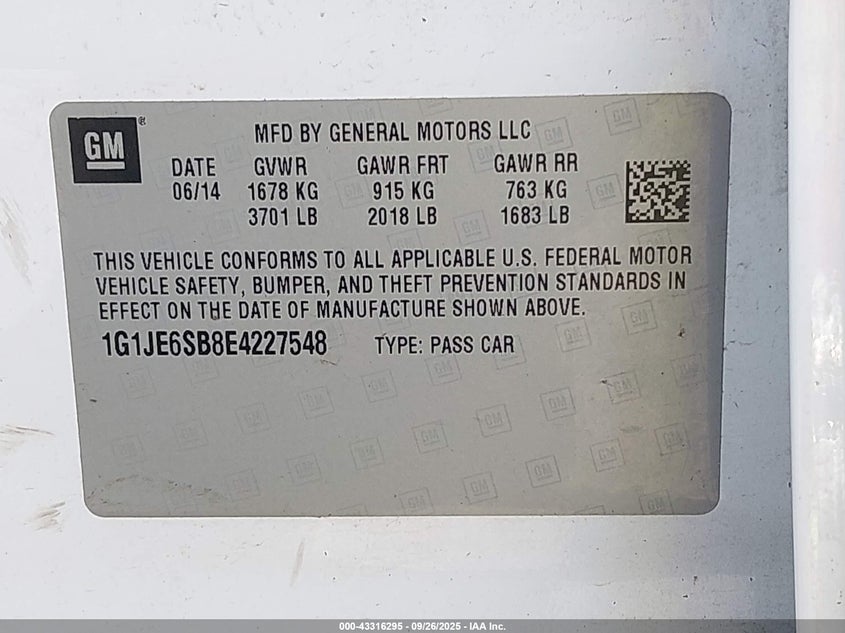 GM®
MFD BY GENERAL MOTORS LLC
DATE GVWR GAWR FRT GAWR RR
06/14 1678 KG 915 KG 763 KG
3701 LB 2018 LB 1683 LB
THIS VEHICLE CONFORMS TO ALL APPLICABLE U.S. FEDERAL MOTOR
VEHICLE SAFETY, BUMPER, AND THEFT PREVENTION STANDARDS IN
EFFECT ON THE DATE OF MANUFACTURE SHOWN ABOVE.
1G1JE6SB8E4227548 TYPE: PASS CAR
000-43316295 - 09/26/2025 - IAA Inc.